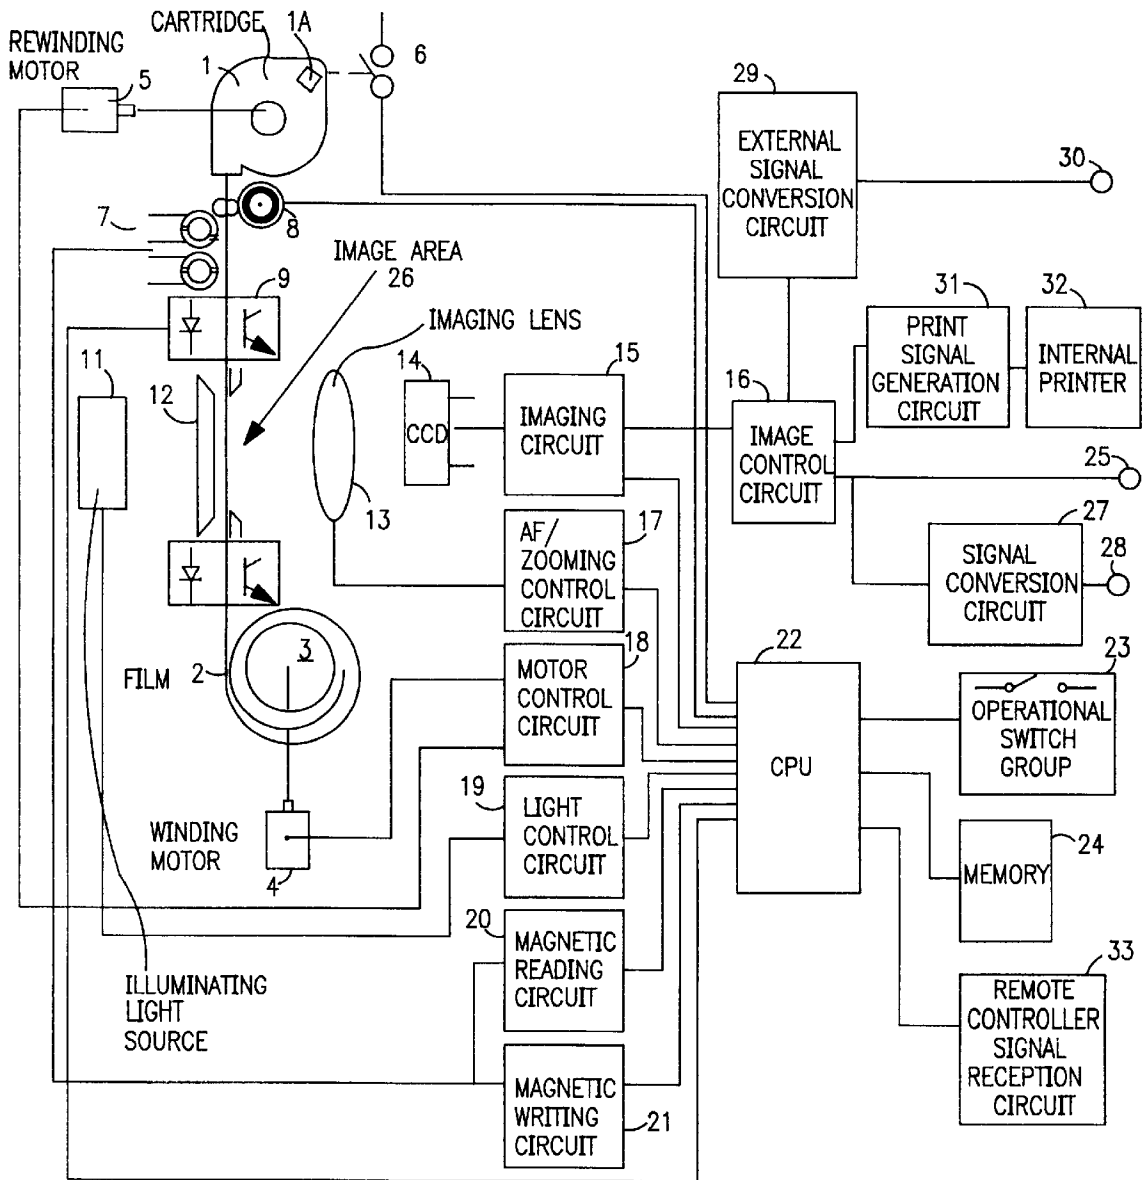 CARTRIDGE
1A
REWINDING
MOTOR
5
1
6
29
EXTERNAL
SIGNAL
CONVERSION
CIRCUIT
30
7
8
IMAGE AREA
26
9
IMAGING LENS
31
PRINT
SIGNAL
GENERATION
CIRCUIT
32
INTERNAL
PRINTER
11
12
14
CCD
15
IMAGING
CIRCUIT
16
IMAGE
CONTROL
CIRCUIT
25
13
AF/
ZOOMING
CONTROL
CIRCUIT
17
27
SIGNAL
CONVERSION
CIRCUIT
28
FILM
2
3
MOTOR
CONTROL
CIRCUIT
18
22
CPU
23
OPERATIONAL
SWITCH
GROUP
WINDING
MOTOR
4
19
LIGHT
CONTROL
CIRCUIT
MEMORY
24
20
MAGNETIC
READING
CIRCUIT
ILLUMINATING
LIGHT
SOURCE
33
REMOTE
CONTROLLER
SIGNAL
RECEPTION
CIRCUIT
MAGNETIC
WRITING
CIRCUIT
21